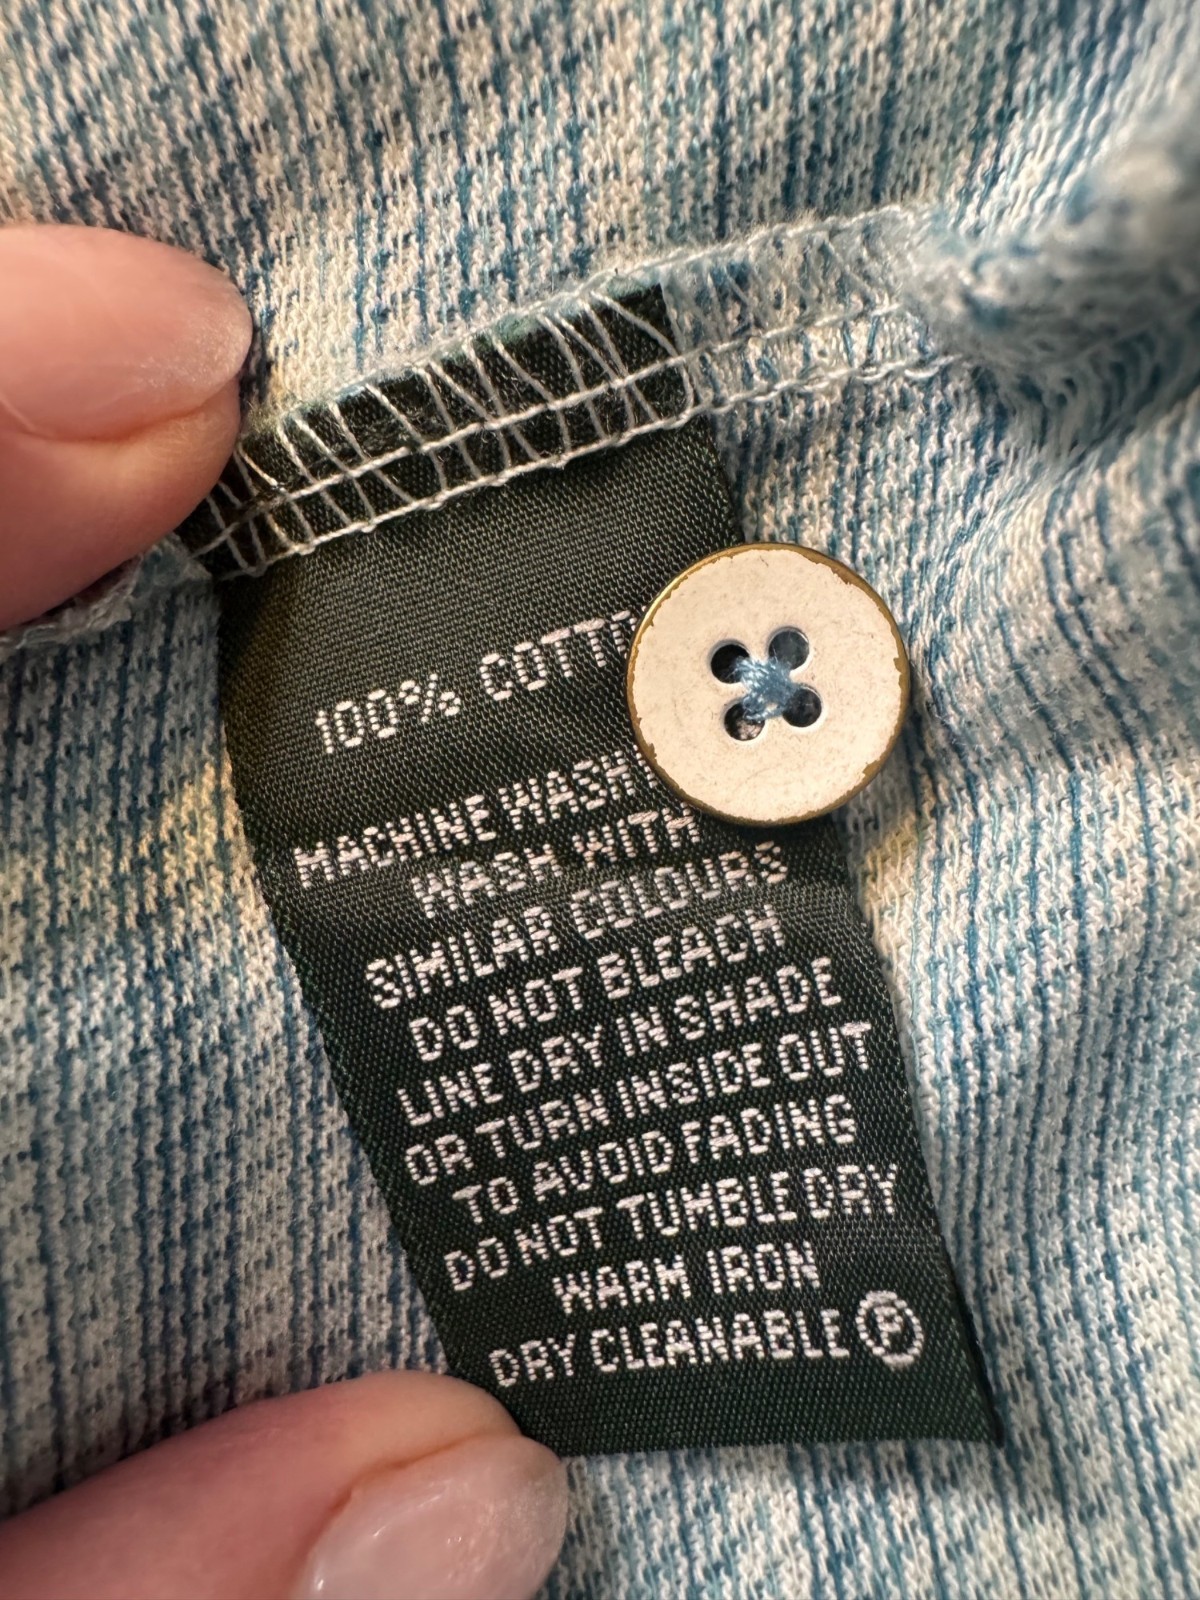 100% COTT
MACHINE WASH
WASH WITH
SIMILAR COLOURS
DO NOT BLEACH
LINE DRY IN SHADE
OR TURN INSIDE OUT
TO AVOID FADING
DO NOT TUMBLE DRY
WARM IRON
DRY CLEANABLE Ⓟ